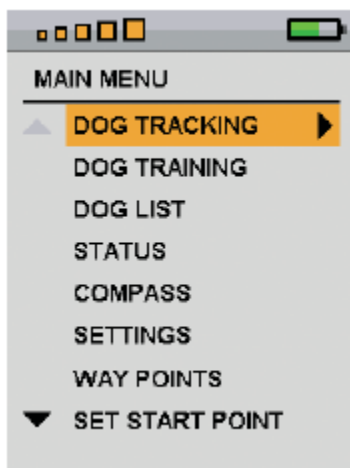 MAIN MENU
DOG TRACKING
DOG TRAINING
DOG LIST
STATUS
COMPASS
SETTINGS
WAY POINTS
SET START POINT